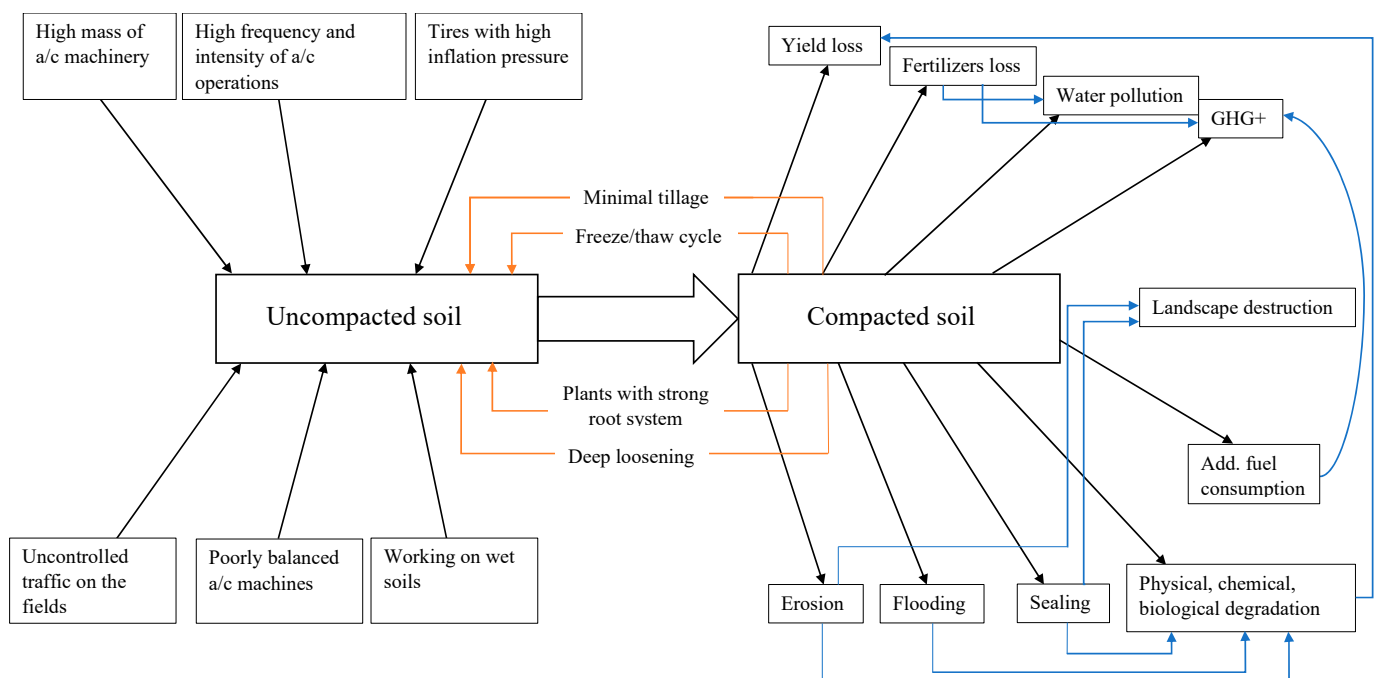 High mass of
a/c machinery
High frequency and
intensity of a/c
operations
Tires with high
inflation pressure
Yield loss
Fertilizers loss
Water pollution
GHG+
Minimal tillage
Freeze/thaw cycle
Uncompacted soil
Compacted soil
Landscape destruction
Plants with strong
root system
Deep loosening
Add. fuel
consumption
Uncontrolled
traffic on the
fields
Poorly balanced
a/c machines
Working on wet
soils
Erosion
Flooding
Sealing
Physical, chemical,
biological degradation